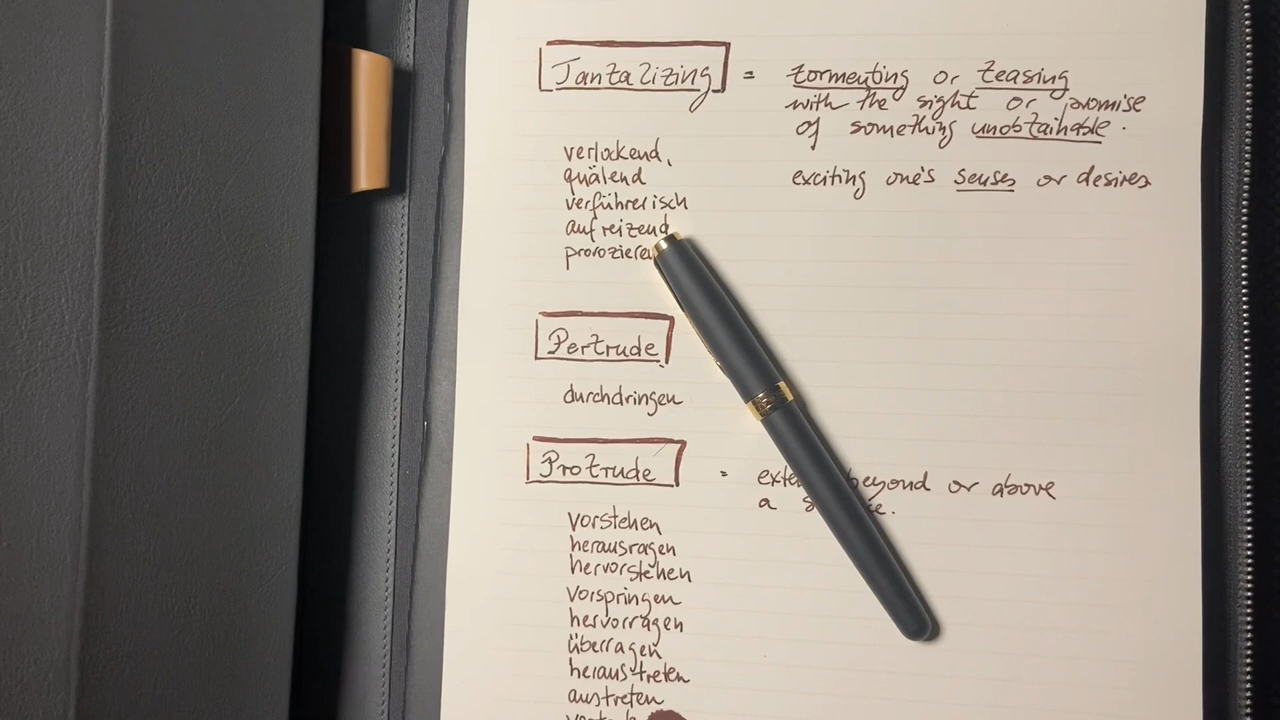 Tantalizing = tormenting or teasing
with the sight or promise
of something unobtainable.
exciting one's senses or desires
verlockend,
quälend
verführerisch
aufreizend
Pertrude
durchdringen
Protrude = beyond or above
a
vorstehen
herausragen
hervorstehen
vorspringen
hervorragen
überragen
heraustreten
austreten